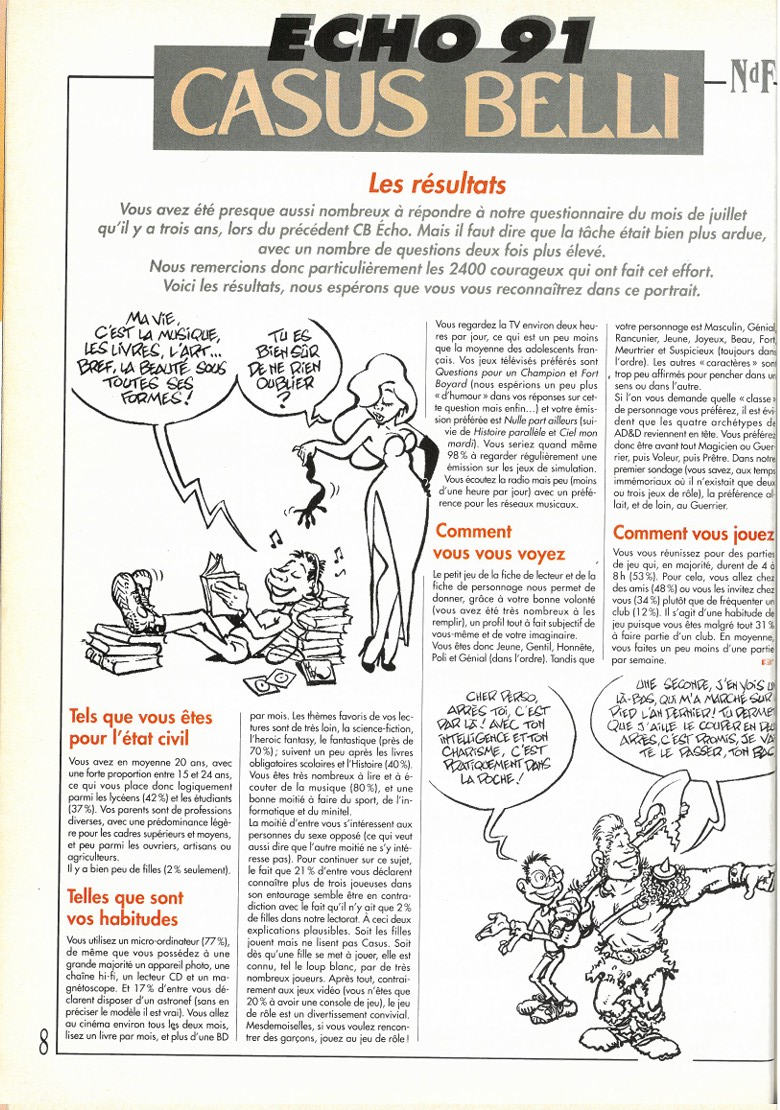 ECHO 91
CASUS BELLI
NdF
Les résultats
Vous avez été presque aussi nombreux à répondre à notre questionnaire du mois de juillet
qu'il y a trois ans, lors du précédent CB Écho. Mais il faut dire que la tâche était bien plus ardue,
avec un nombre de questions deux fois plus élevé.
Nous remercions donc particulièrement les 2400 courageux qui ont fait cet effort.
Voici les résultats, nous espérons que vous vous reconnaîtrez dans ce portrait.
MA VIE,
C'EST LA MUSIQUE,
LES LIVRES, L'ART...
BREF, LA BEAUTÉ SOUS
TOUTES SES
FORMES!
TU ES
BIEN SÛR
DE NE RIEN
OUBLIER
?
Tels que vous êtes
pour l'état civil
Vous avez en moyenne 20 ans, avec
une forte proportion entre 15 et 24 ans,
ce qui vous place donc logiquement
parmi les lycéens (42%) et les étudiants
(37%). Vos parents sont de professions
diverses, avec une prédominance légè-
re pour les cadres supérieurs et moyens,
et peu parmi les ouvriers, artisans ou
agriculteurs.
Il y a bien peu de filles (2% seulement).
Telles que sont
vos habitudes
Vous utilisez un micro-ordinateur (77%),
de même que vous possédez à une
grande majorité un appareil photo, une
chaîne hi-fi, un lecteur CD et un ma-
gnétoscope. Et 17% d'entre vous dé-
clarent disposer d'un astronef (sans en
préciser le modèle il est vrai). Vous allez
au cinéma environ tous les deux mois,
lisez un livre par mois, et plus d'une BD
par mois. Les thèmes favoris de vos lec-
tures sont de très loin, la science-fiction,
l'heroic fantasy, le fantastique (près de
70%); suivent un peu après les livres
obligatoires scolaires et l'Histoire (40%).
Vous êtes très nombreux à lire et à é-
couter de la musique (80%), et une
bonne moitié à faire du sport, de l'in-
formatique et du minitel.
La moitié d'entre vous s'intéressent aux
personnes du sexe opposé (ce qui veut
aussi dire que l'autre moitié ne s'y inté-
resse pas). Pour continuer sur ce sujet,
le fait que 21% d'entre vous déclarent
connaître plus de trois joueuses dans
son entourage semble être en contra-
diction avec le fait qu'il n'y ait que 2%
de filles dans notre lectorat. À ceci deux
explications plausibles. Soit les filles
jouent mais ne lisent pas Casus. Soit
dès qu'une fille se met à jouer, elle est
connu, tel le loup blanc, par de très
nombreux joueurs. Après tout, contrai-
rement aux jeux vidéo (vous n'êtes que
20% à avoir une console de jeu), le jeu
de rôle est un divertissement convivial.
Mesdemoiselles, si vous voulez rencon-
trer des garçons, jouez au jeu de rôle!
Vous regardez la TV environ deux heu-
res par jour, ce qui est un peu moins
que la moyenne des adolescents fran-
çais. Vos jeux télévisés préférés sont
Questions pour un Champion et Fort
Boyard (nous espérions un peu plus
«d'humour» dans vos réponses sur cet-
te question mais enfin...) et votre émis-
sion préférée est Nulle part ailleurs (sui-
vie de Histoire parallèle et Ciel mon
mardi). Vous seriez quand même
98% à regarder régulièrement une
émission sur les jeux de simulation.
Vous écoutez la radio mais peu (moins
d'une heure par jour) avec un préfé-
rence pour les réseaux musicaux.
Comment
vous vous voyez
Le petit jeu de la fiche de lecteur et de la
fiche de personnage nous permet de
donner, grâce à votre bonne volonté
(vous avez été très nombreux à les
remplir), un profil tout à fait subjectif de
vous-même et de votre imaginaire.
Vous êtes donc Jeune, Gentil, Honnête,
Poli et Génial (dans l'ordre). Tandis que
votre personnage est Masculin, Génial,
Rancunier, Jeune, Joyeux, Beau, Fort,
Meurtrier et Suspicieux (toujours dans
l'ordre). Les autres «caractères» sont
trop peu affirmés pour pencher dans un
sens ou dans l'autre.
Si l'on vous demande quelle «classe»
de personnage vous préférez, il est évi-
dent que les quatre archétypes de
AD&D reviennent en tête. Vous préférez
donc être avant tout Magicien ou Guer-
rier, puis Voleur, puis Prêtre. Dans notre
premier sondage (vous savez, aux temps
immémoriaux où il n'existait que deux
ou trois jeux de rôle), la préférence al-
lait, et de loin, au Guerrier.
Comment vous jouez
Vous vous réunissez pour des parties
de jeu qui, en majorité, durent de 4 à
8h (53%). Pour cela, vous allez chez
des amis (48%) ou vous les invitez chez
vous (34%) plutôt que de fréquenter un
club (12%). Il s'agit d'une habitude de
jeu puisque vous êtes malgré tout 31%
à faire partie d'un club. En moyenne,
vous faites un peu moins d'une partie
par semaine.
CHER PERSO,
APRÈS TOI, C'EST
PAR LÀ! AVEC TON
INTELLIGENCE ET TON
CHARISME, C'EST
PRATIQUEMENT DANS
LA POCHE!
UNE SECONDE, J'EN VOIS U
LÀ-BAS, QUI M'A MARCHÉ SUR
PIED L'AN DERNIER! TU PERME
QUE J'AILLE LE COUPER EN DE
APRÈS, C'EST PROMIS, JE VA
TE LE PASSER, TON BAC
8